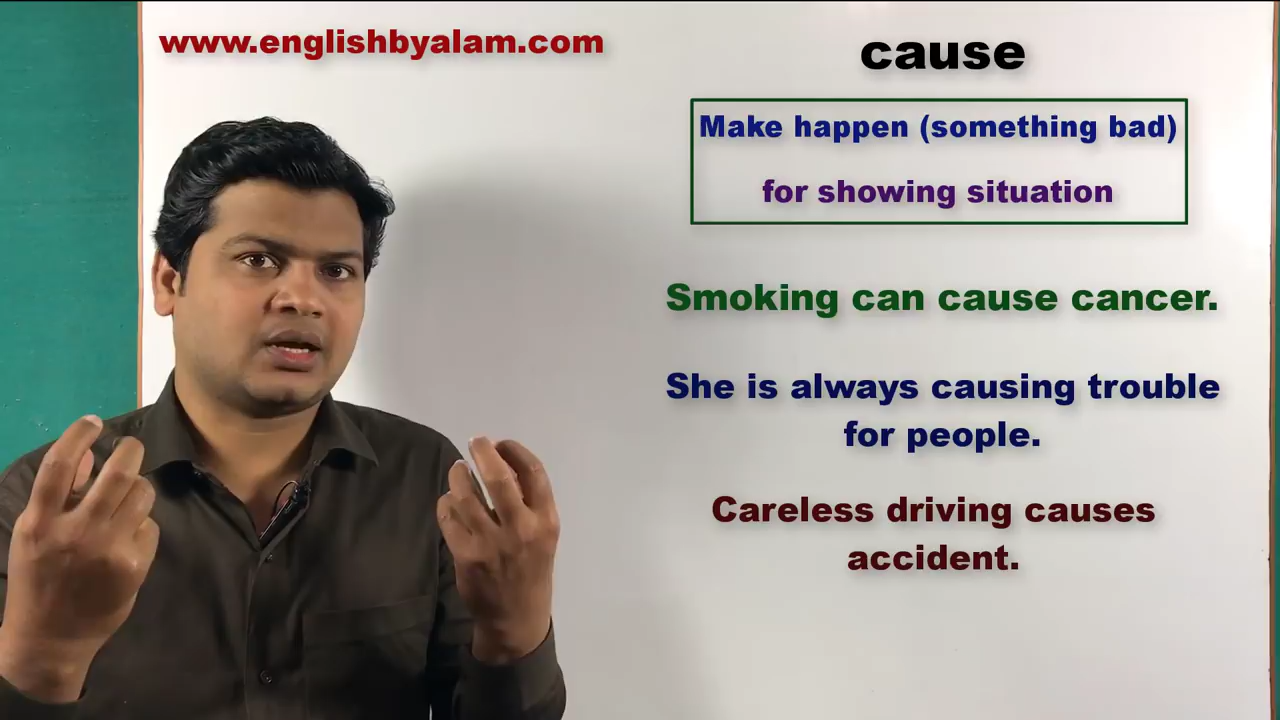 www.englishbyalam.com
cause
Make happen (something bad)
for showing situation
Smoking can cause cancer.
She is always causing trouble
for people.
Careless driving causes
accident.